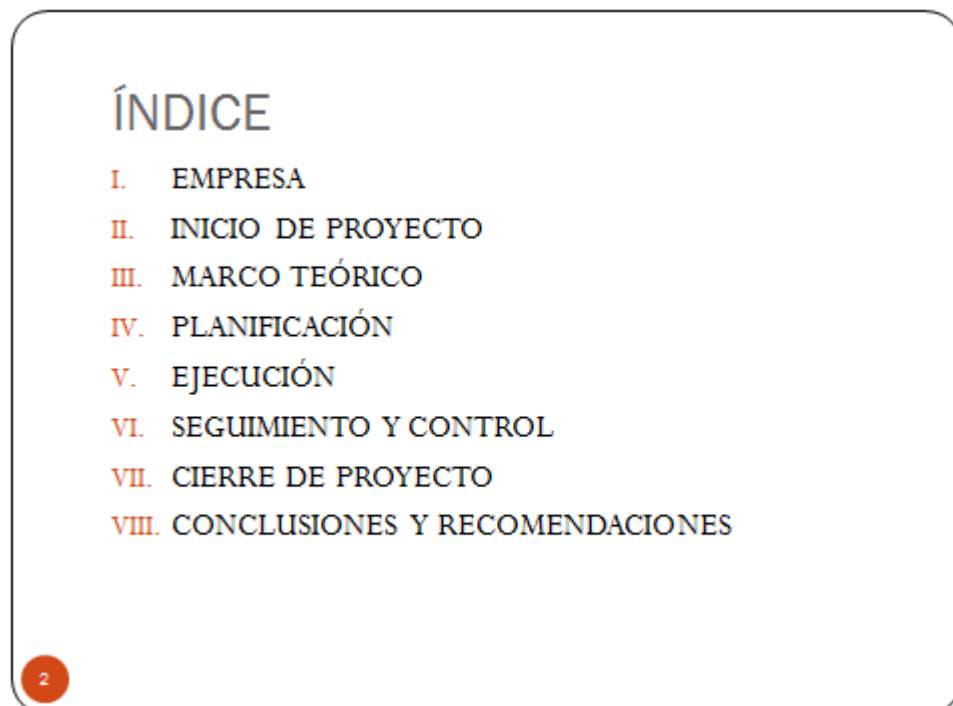 ÍNDICE
I. EMPRESA
II. INICIO DE PROYECTO
III. MARCO TEÓRICO
IV. PLANIFICACIÓN
V. EJECUCIÓN
VI. SEGUIMIENTO Y CONTROL
VII. CIERRE DE PROYECTO
VIII. CONCLUSIONES Y RECOMENDACIONES
2